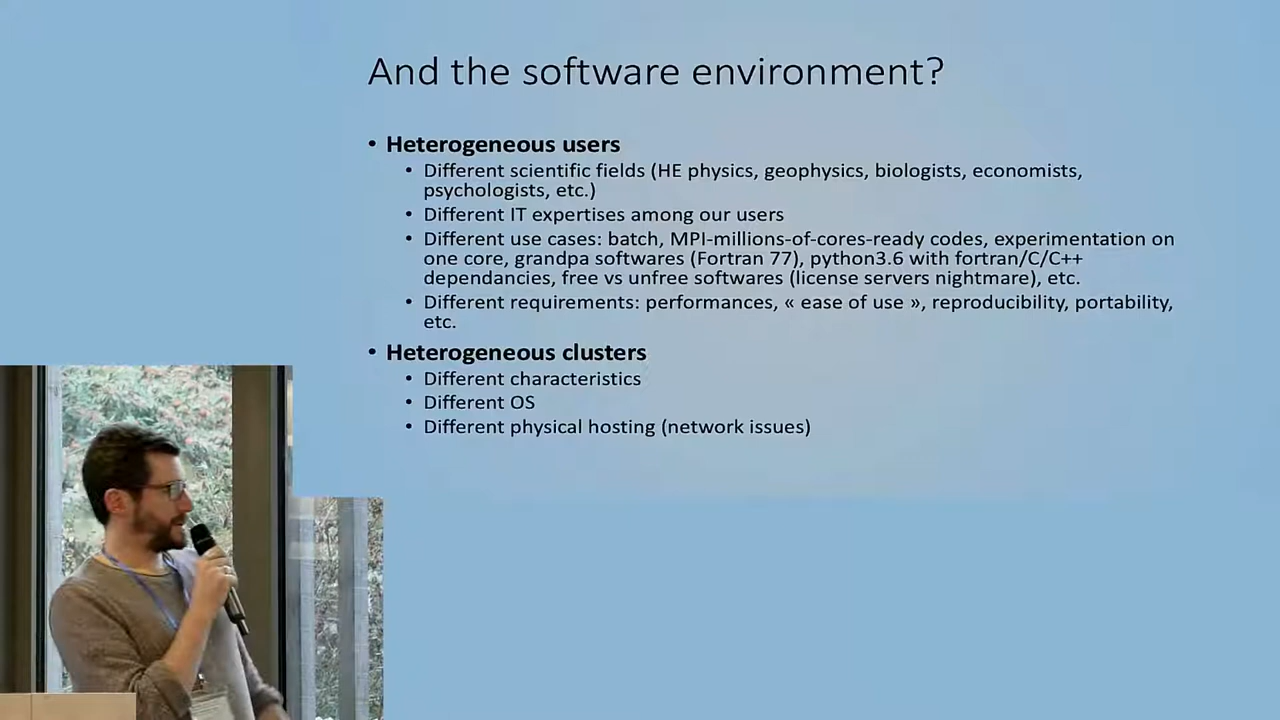 And the software environment?
• Heterogeneous users
• Different scientific fields (HE physics, geophysics, biologists, economists,
psychologists, etc.)
• Different IT expertises among our users
• Different use cases: batch, MPI-millions-of-cores-ready codes, experimentation on
one core, grandpa softwares (Fortran 77), python3.6 with fortran/C/C++
dependancies, free vs unfree softwares (license servers nightmare), etc.
• Different requirements: performances, « ease of use », reproducibility, portability,
etc.
• Heterogeneous clusters
• Different characteristics
• Different OS
• Different physical hosting (network issues)